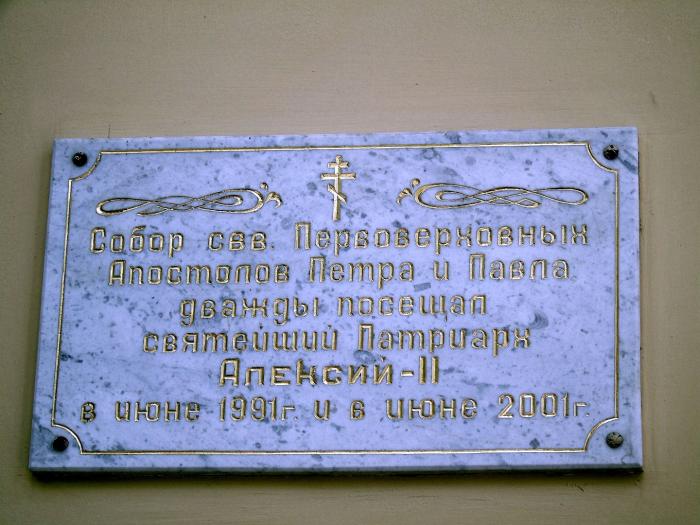 Собор свв. Первоверховных
Апостолов Петра и Павла
дважды посещал
святейший Патриарх
Алексий-II
в июне 1991г. и в июне 2001г.